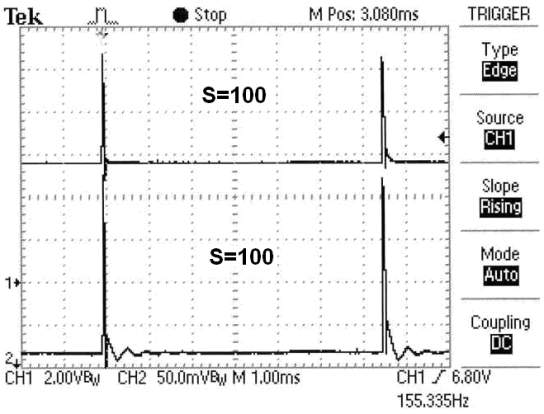 Tek Stop M Pos: 3.080ms TRIGGER
Type
Edge
S=100
Source
CH1
Slope
Rising
S=100
Mode
Auto
1
Coupling
DC
2
CH1 2.00VBW CH2 50.0mVBW M 1.00ms CH1 / 6.80V
155.335Hz